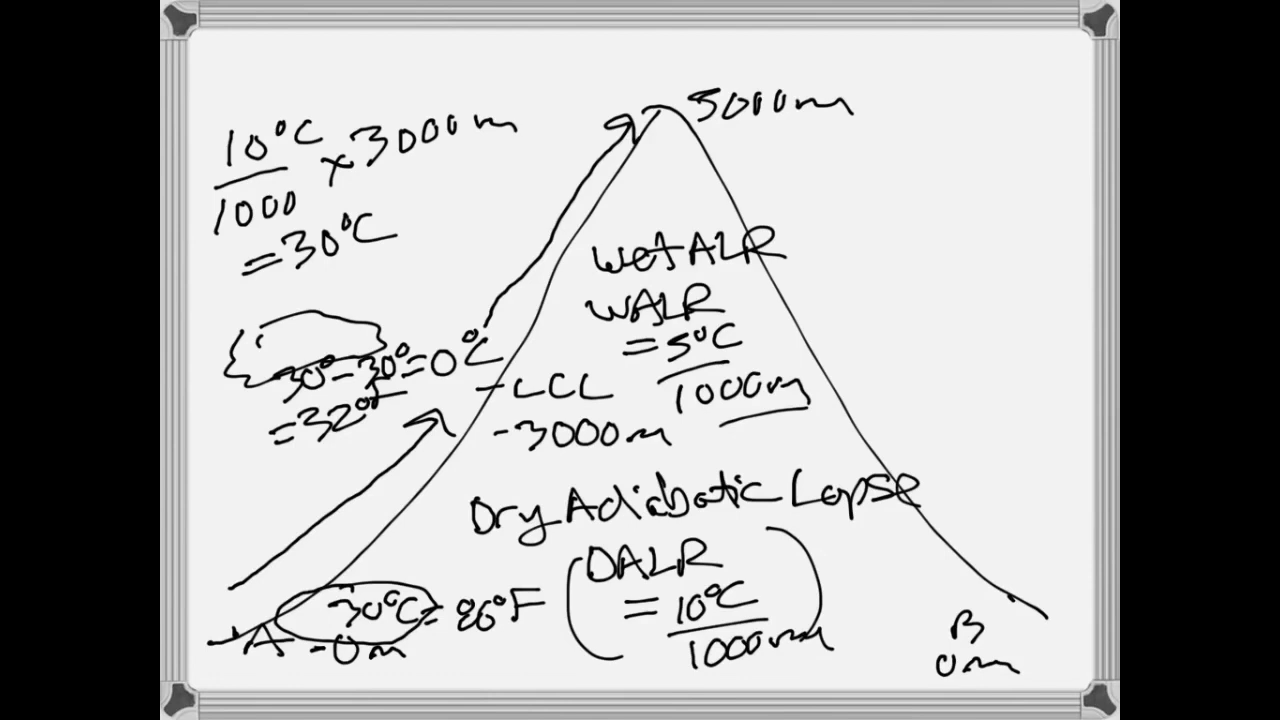 5000m
10°C
1000
×3000m
=30°C
Wet ALR
WALR
=5°C
1000m
30°-30°=0°C
=32°F
-LCL
-3000m
Dry Adiabatic Lapse
DALR
=10°C
1000m
30°C=86°F
A -0m
B
0m